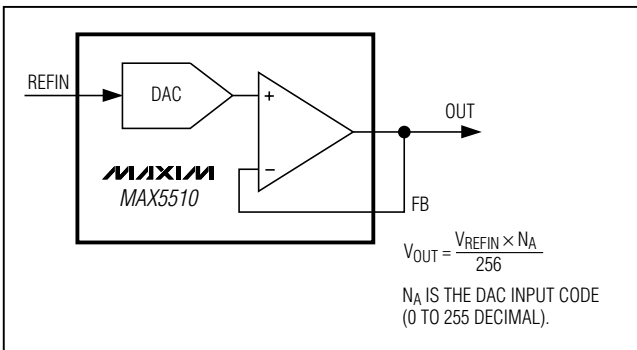 REFIN
DAC
+
OUT
MAXIM
MAX5510
−
FB
V_OUT = V_REFIN × N_A
256
N_A IS THE DAC INPUT CODE
(0 TO 255 DECIMAL).